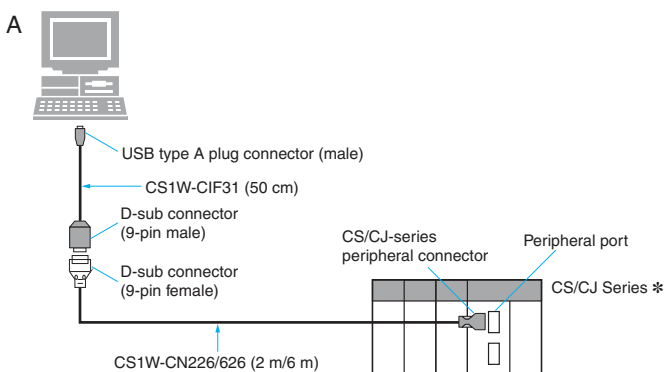 A
USB type A plug connector (male)
CS1W-CIF31 (50 cm)
D-sub connector
(9-pin male)
CS/CJ-series
peripheral connector
Peripheral port
D-sub connector
(9-pin female)
CS/CJ Series *
CS1W-CN226/626 (2 m/6 m)